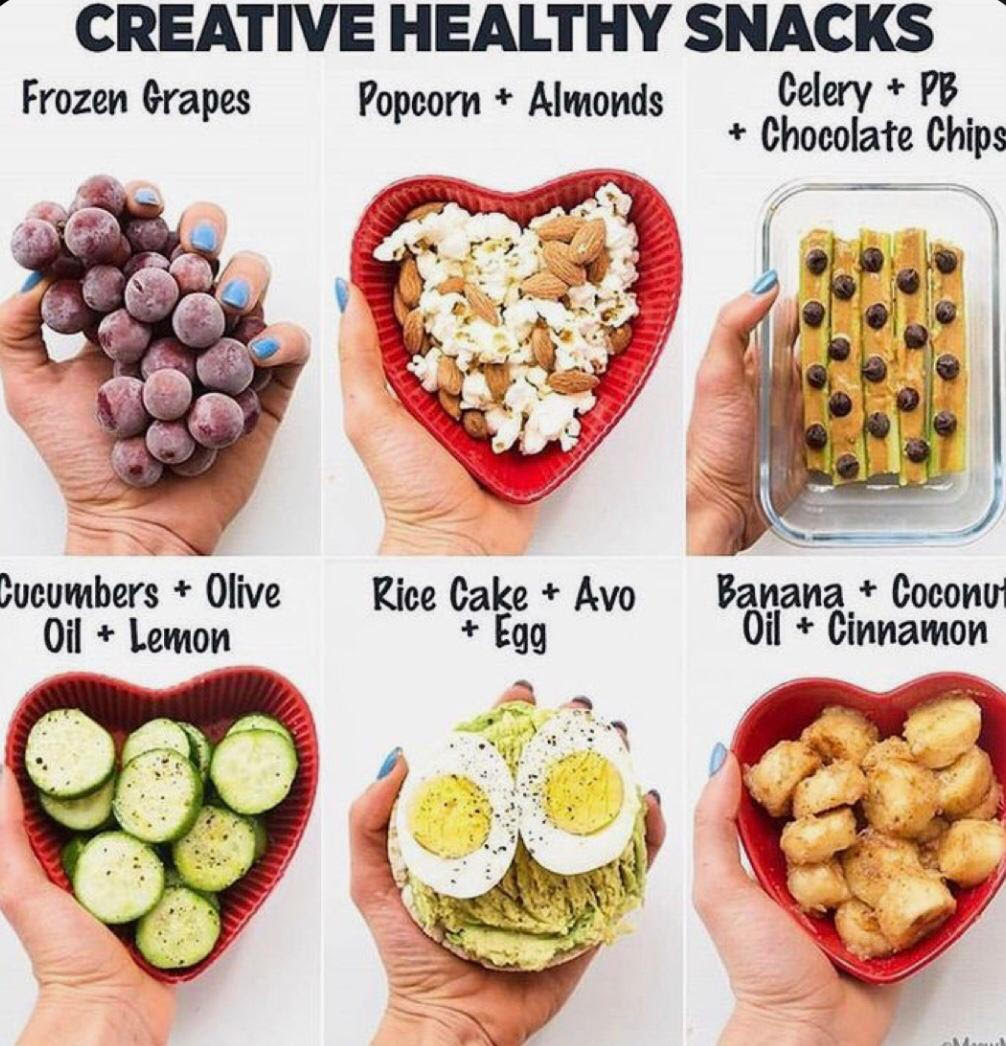 CREATIVE HEALTHY SNACKS
Frozen Grapes
Popcorn + Almonds
Celery + PB
+ Chocolate Chips
Cucumbers + Olive
Oil + Lemon
Rice Cake + Avo
+ Egg
Banana + Coconut
Oil + Cinnamon